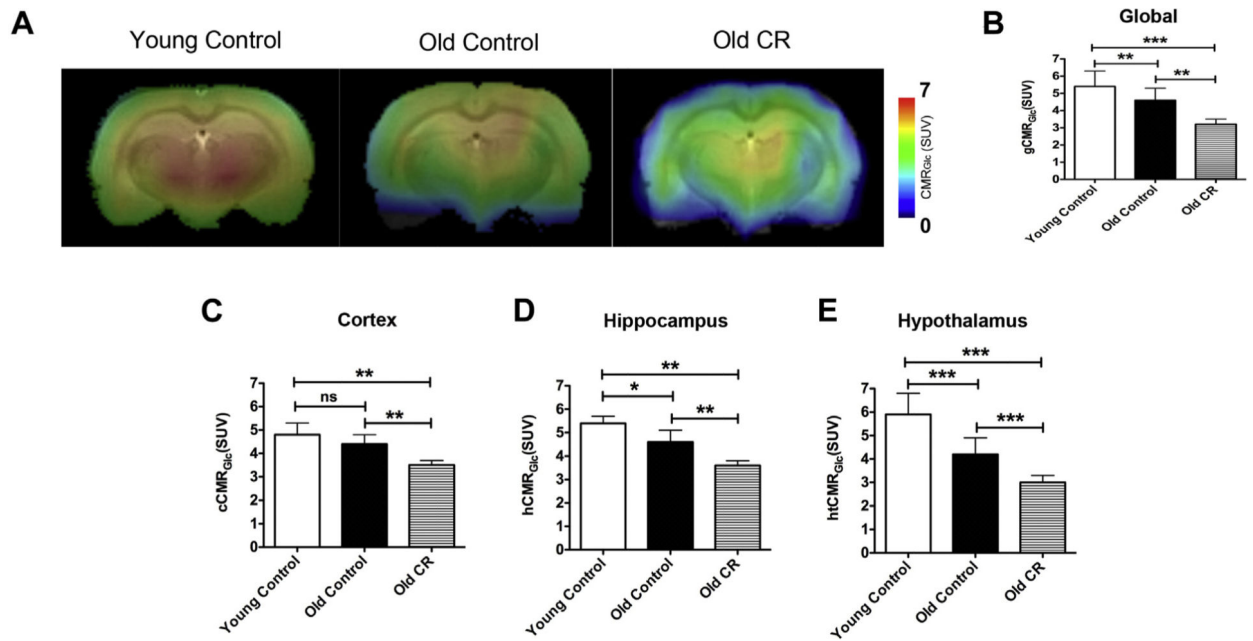 A
Young Control
Old Control
Old CR
7
CMRGlc (SUV)
0
B
Global
***
**
**
gCMRGlc(SUV)
7
6
5
4
3
2
1
0
Young Control
Old Control
Old CR
C
Cortex
**
ns
**
cCMRGlc(SUV)
7
6
5
4
3
2
1
0
Young Control
Old Control
Old CR
D
Hippocampus
**
*
**
hCMRGlc(SUV)
7
6
5
4
3
2
1
0
Young Control
Old Control
Old CR
E
Hypothalamus
***
***
***
htCMRGlc(SUV)
7
6
5
4
3
2
1
0
Young Control
Old Control
Old CR